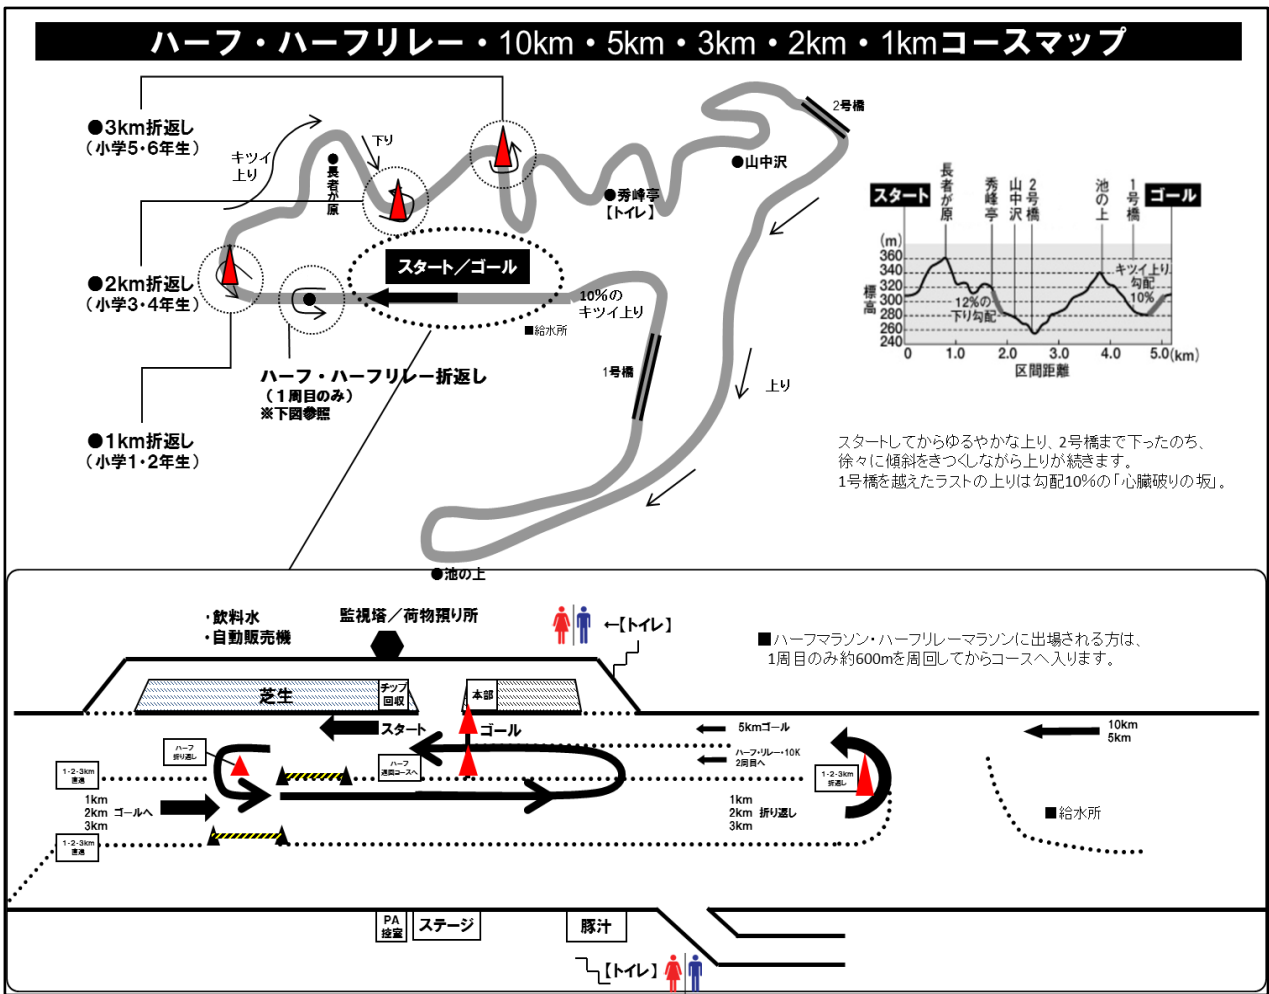 ハーフ・ハーフリレー・10km・5km・3km・2km・1kmコースマップ
●3km折返し
(小学5・6年生)
キツイ
上り
●長者が原
下り
●秀峰亭
【トイレ】
●山中沢
2号橋
●2km折返し
(小学3・4年生)
スタート/ゴール
10%の
キツイ上り
■給水所
ハーフ・ハーフリレー折返し
(1周目のみ)
※下図参照
1号橋
上り
●1km折返し
(小学1・2年生)
●池の上
スタート
長者が原
秀峰亭
山中沢
2号橋
池の上
1号橋
ゴール
(m)
360
340
320
300
280
260
240
標高
12%の
下り勾配
キツイ上り
勾配
10%
0 1.0 2.0 3.0 4.0 5.0(km)
区間距離
スタートしてからゆるやかな上り、2号橋まで下ったのち、
徐々に傾斜をきつくしながら上りが続きます。
1号橋を越えたラストの上りは勾配10%の「心臓破りの坂」。
・飲料水
・自動販売機
監視塔/荷物預り所
←【トイレ】
■ハーフマラソン・ハーフリレーマラソンに出場される方は、
1周目のみ約600mを周回してからコースへ入ります。
芝生
チップ
回収
本部
スタート
ゴール
5kmゴール
10km
5km
ハーフ
折り返し
ハーフ
周回コースへ
ハーフ・リレー・10K
2周目へ
1・2・3km
直進
1・2・3km
折返し
1km
2km ゴールへ
3km
1km
2km 折り返し
3km
■給水所
1・2・3km
直進
PA
控室
ステージ
豚汁
【トイレ】